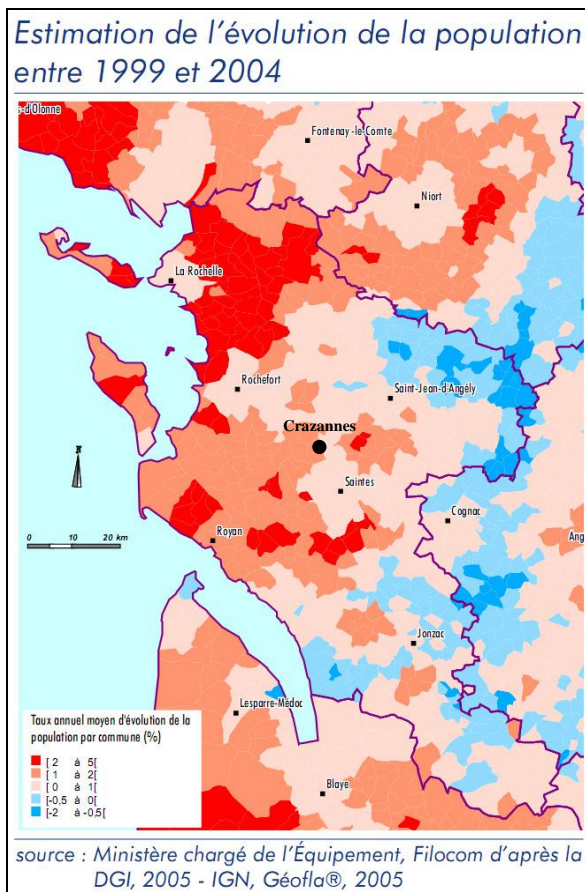 Estimation de l'évolution de la population
entre 1999 et 2004
s-d'Olonne
Fontenay-le-Comte
Niort
La Rochelle
Rochefort
Saint-Jean-d'Angély
Crazannes
Saintes
Cognac
N
0 10 20 km
Royan
Ang
Jonzac
Lesparre-Médoc
Blaye
Taux annuel moyen d'évolution de la
population par commune (%)
[ 2 à 5[
[ 1 à 2[
[ 0 à 1[
[-0,5 à 0[
[-2 à -0,5[
source : Ministère chargé de l'Équipement, Filocom d'après la
DGI, 2005 - IGN, Géofla®, 2005